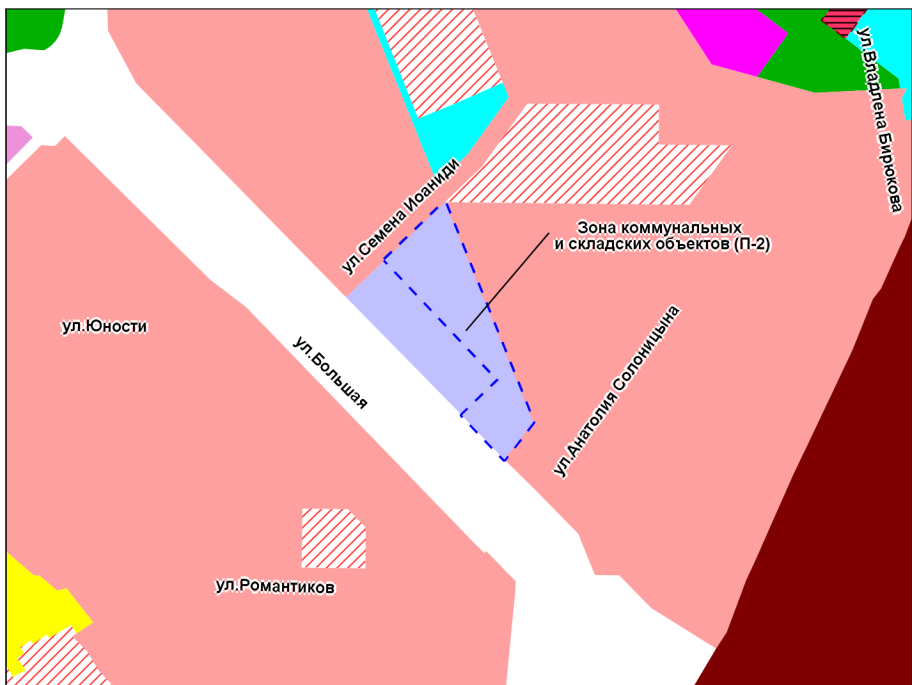 ул.Владлена Бирюкова
ул.Семена Иоаниди
Зона коммунальных
и складских объектов (П-2)
ул.Юности
ул.Большая
ул.Анатолия Солоницына
ул.Романтиков